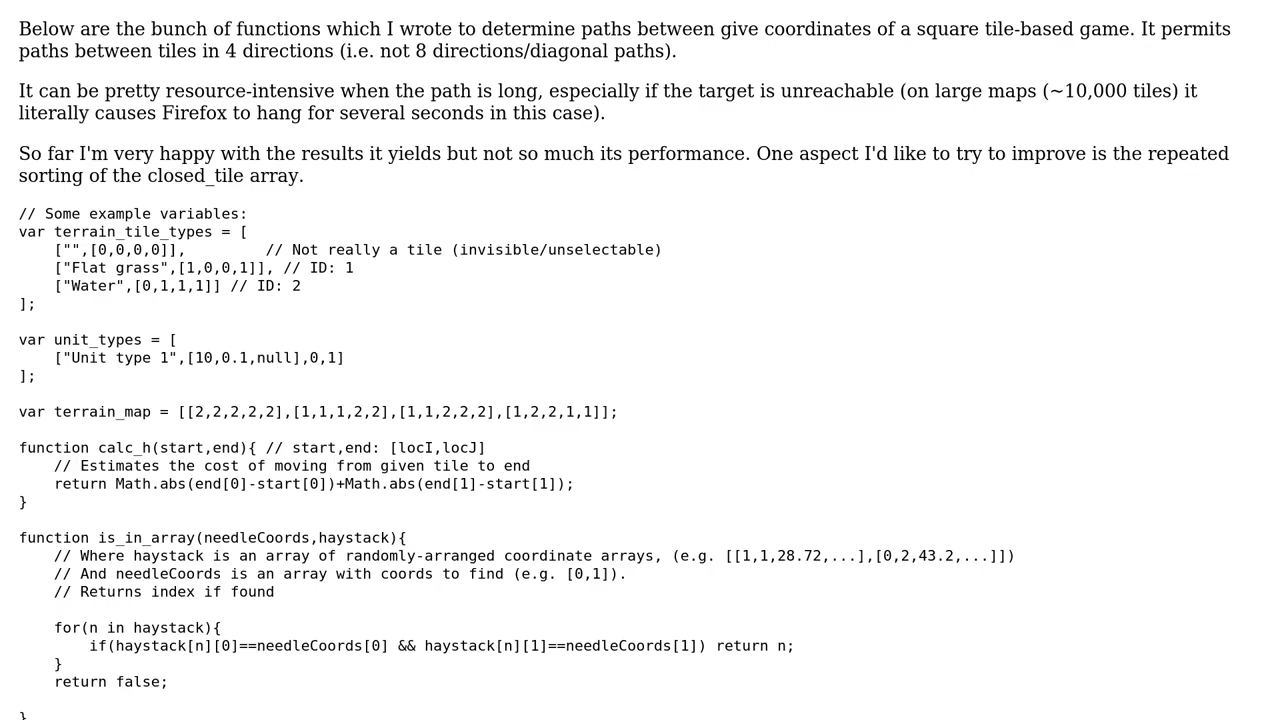 Below are the bunch of functions which I wrote to determine paths between give coordinates of a square tile-based game. It permits
paths between tiles in 4 directions (i.e. not 8 directions/diagonal paths).
It can be pretty resource-intensive when the path is long, especially if the target is unreachable (on large maps (~10,000 tiles) it
literally causes Firefox to hang for several seconds in this case).
So far I'm very happy with the results it yields but not so much its performance. One aspect I'd like to try to improve is the repeated
sorting of the closed_tile array.
// Some example variables:
var terrain_tile_types = [
    ["",[0,0,0,0]],         // Not really a tile (invisible/unselectable)
    ["Flat grass",[1,0,0,1]], // ID: 1
    ["Water",[0,1,1,1]] // ID: 2
];
var unit_types = [
    ["Unit type 1",[10,0.1,null],0,1]
];
var terrain_map = [[2,2,2,2,2],[1,1,1,2,2],[1,1,2,2,2],[1,2,2,1,1]];
function calc_h(start,end){ // start,end: [locI,locJ]
    // Estimates the cost of moving from given tile to end
    return Math.abs(end[0]-start[0])+Math.abs(end[1]-start[1]);
}
function is_in_array(needleCoords,haystack){
    // Where haystack is an array of randomly-arranged coordinate arrays, (e.g. [[1,1,28.72,...],[0,2,43.2,...]])
    // And needleCoords is an array with coords to find (e.g. [0,1]).
    // Returns index if found
    for(n in haystack){
        if(haystack[n][0]==needleCoords[0] && haystack[n][1]==needleCoords[1]) return n;
    }
    return false;
}